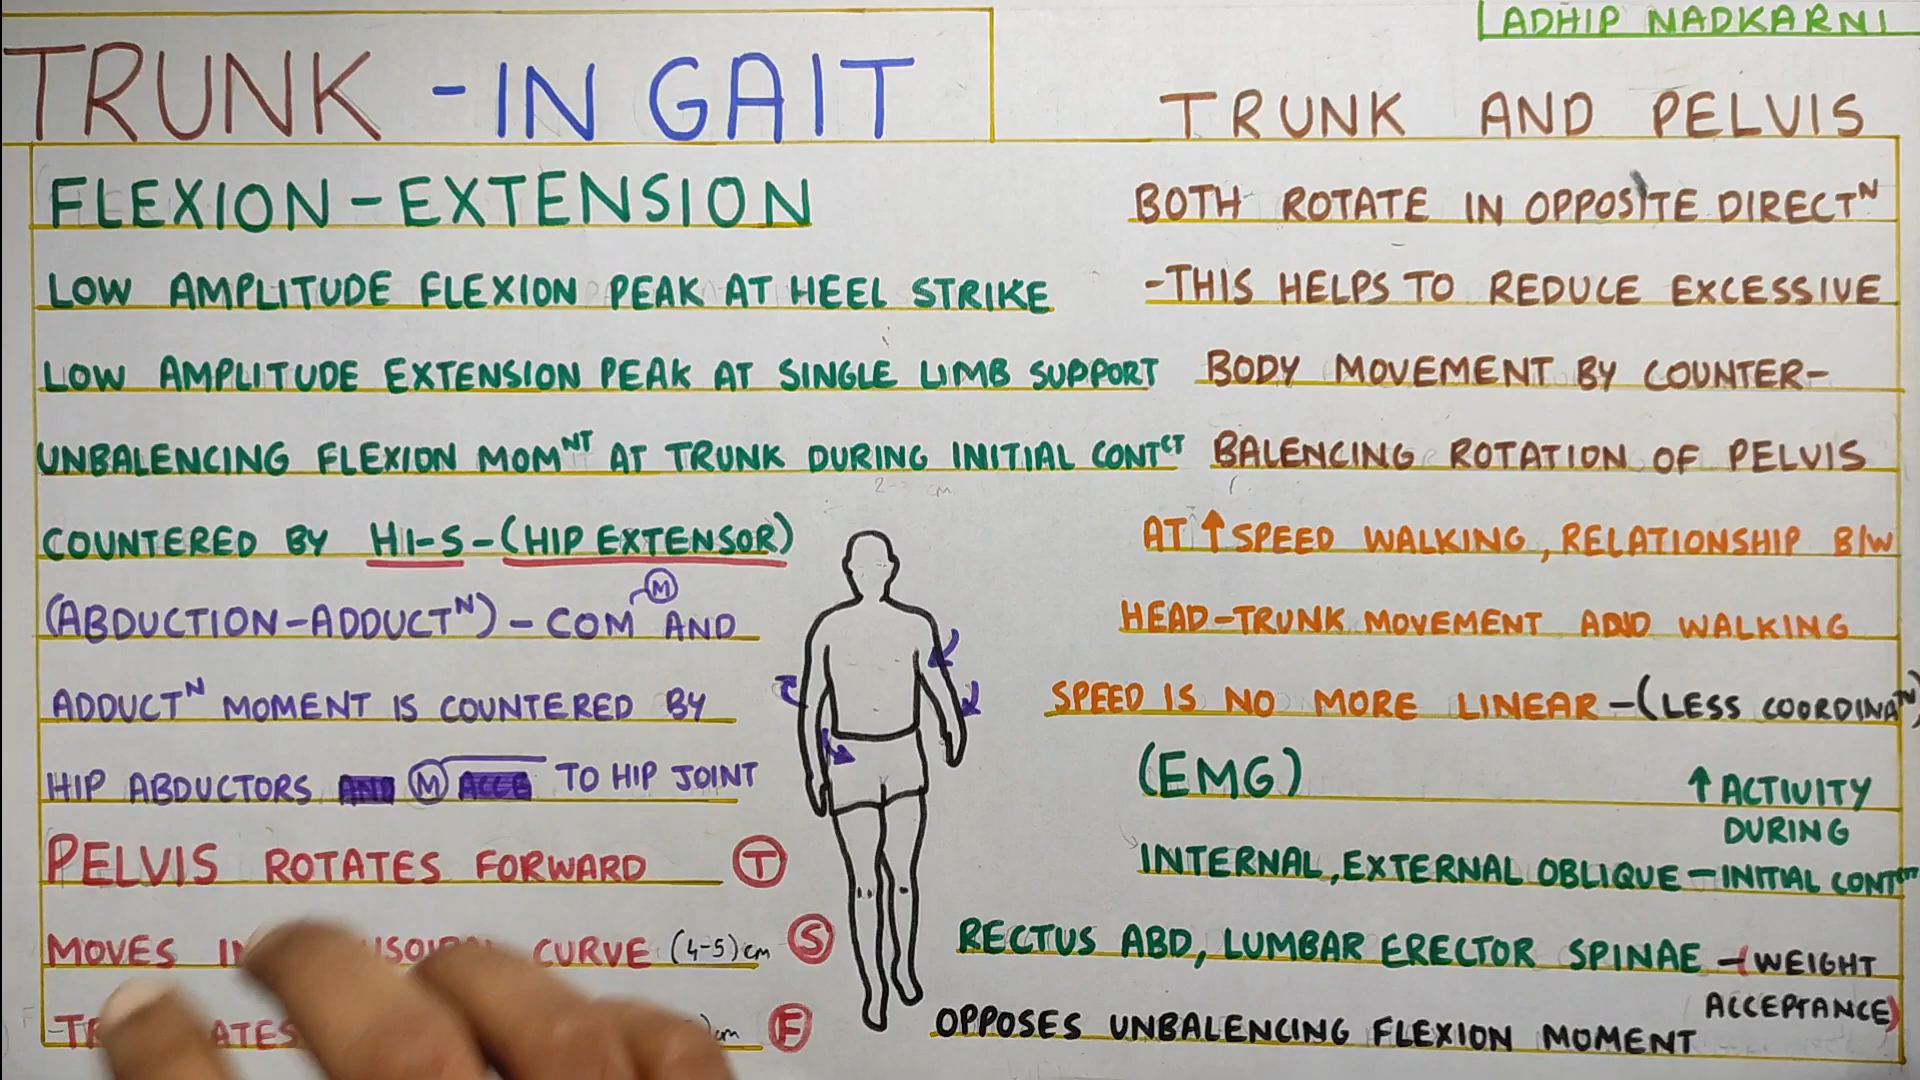 ADHIP NADKARNI
TRUNK - IN GAIT
FLEXION - EXTENSION
LOW AMPLITUDE FLEXION PEAK AT HEEL STRIKE
LOW AMPLITUDE EXTENSION PEAK AT SINGLE LIMB SUPPORT
UNBALENCING FLEXION MOMᴺᵀ AT TRUNK DURING INITIAL CONTᶜᵀ
COUNTERED BY HI-S-(HIP EXTENSOR)
(ABDUCTION-ADDUCTᴺ) - COM Ⓜ AND
ADDUCTᴺ MOMENT IS COUNTERED BY
HIP ABDUCTORS Ⓜ TO HIP JOINT
PELVIS ROTATES FORWARD Ⓣ
MOVES CURVE (4-5)cm Ⓢ
cm Ⓕ
TRUNK AND PELVIS
BOTH ROTATE IN OPPOSITE DIRECTᴺ
-THIS HELPS TO REDUCE EXCESSIVE
BODY MOVEMENT BY COUNTER-
BALENCING ROTATION OF PELVIS
AT ↑ SPEED WALKING, RELATIONSHIP B/W
HEAD-TRUNK MOVEMENT AND WALKING
SPEED IS NO MORE LINEAR -(LESS COORDINAᵀᴺ)
(EMG)
↑ ACTIVITY
DURING
INTERNAL, EXTERNAL OBLIQUE - INITIAL CONTᶜᵀ
RECTUS ABD, LUMBAR ERECTOR SPINAE -(WEIGHT
ACCEPTANCE)
OPPOSES UNBALENCING FLEXION MOMENT